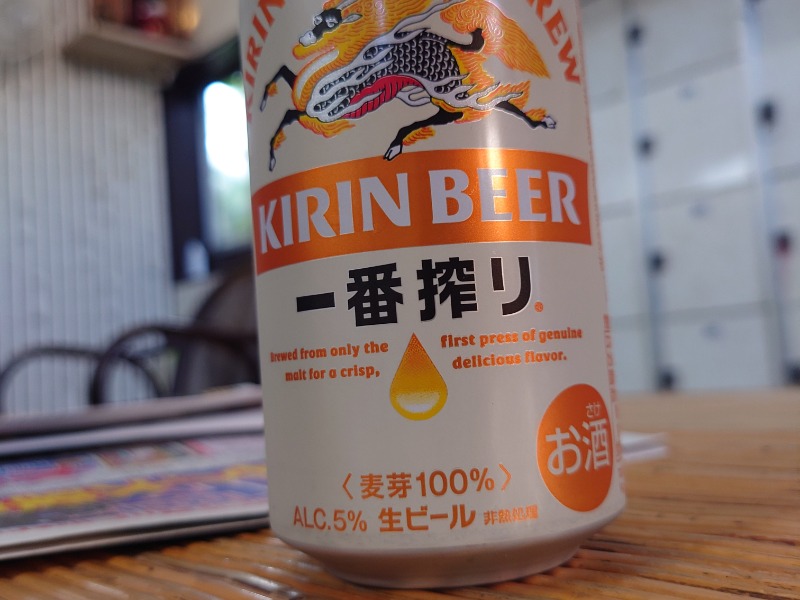 KIRIN
BREW
KIRIN BEER
一番搾り®
Brewed from only the
malt for a crisp,
first press of genuine
delicious flavor.
さけ
お酒
〈麦芽100%〉
ALC.5% 生ビール 非熱処理